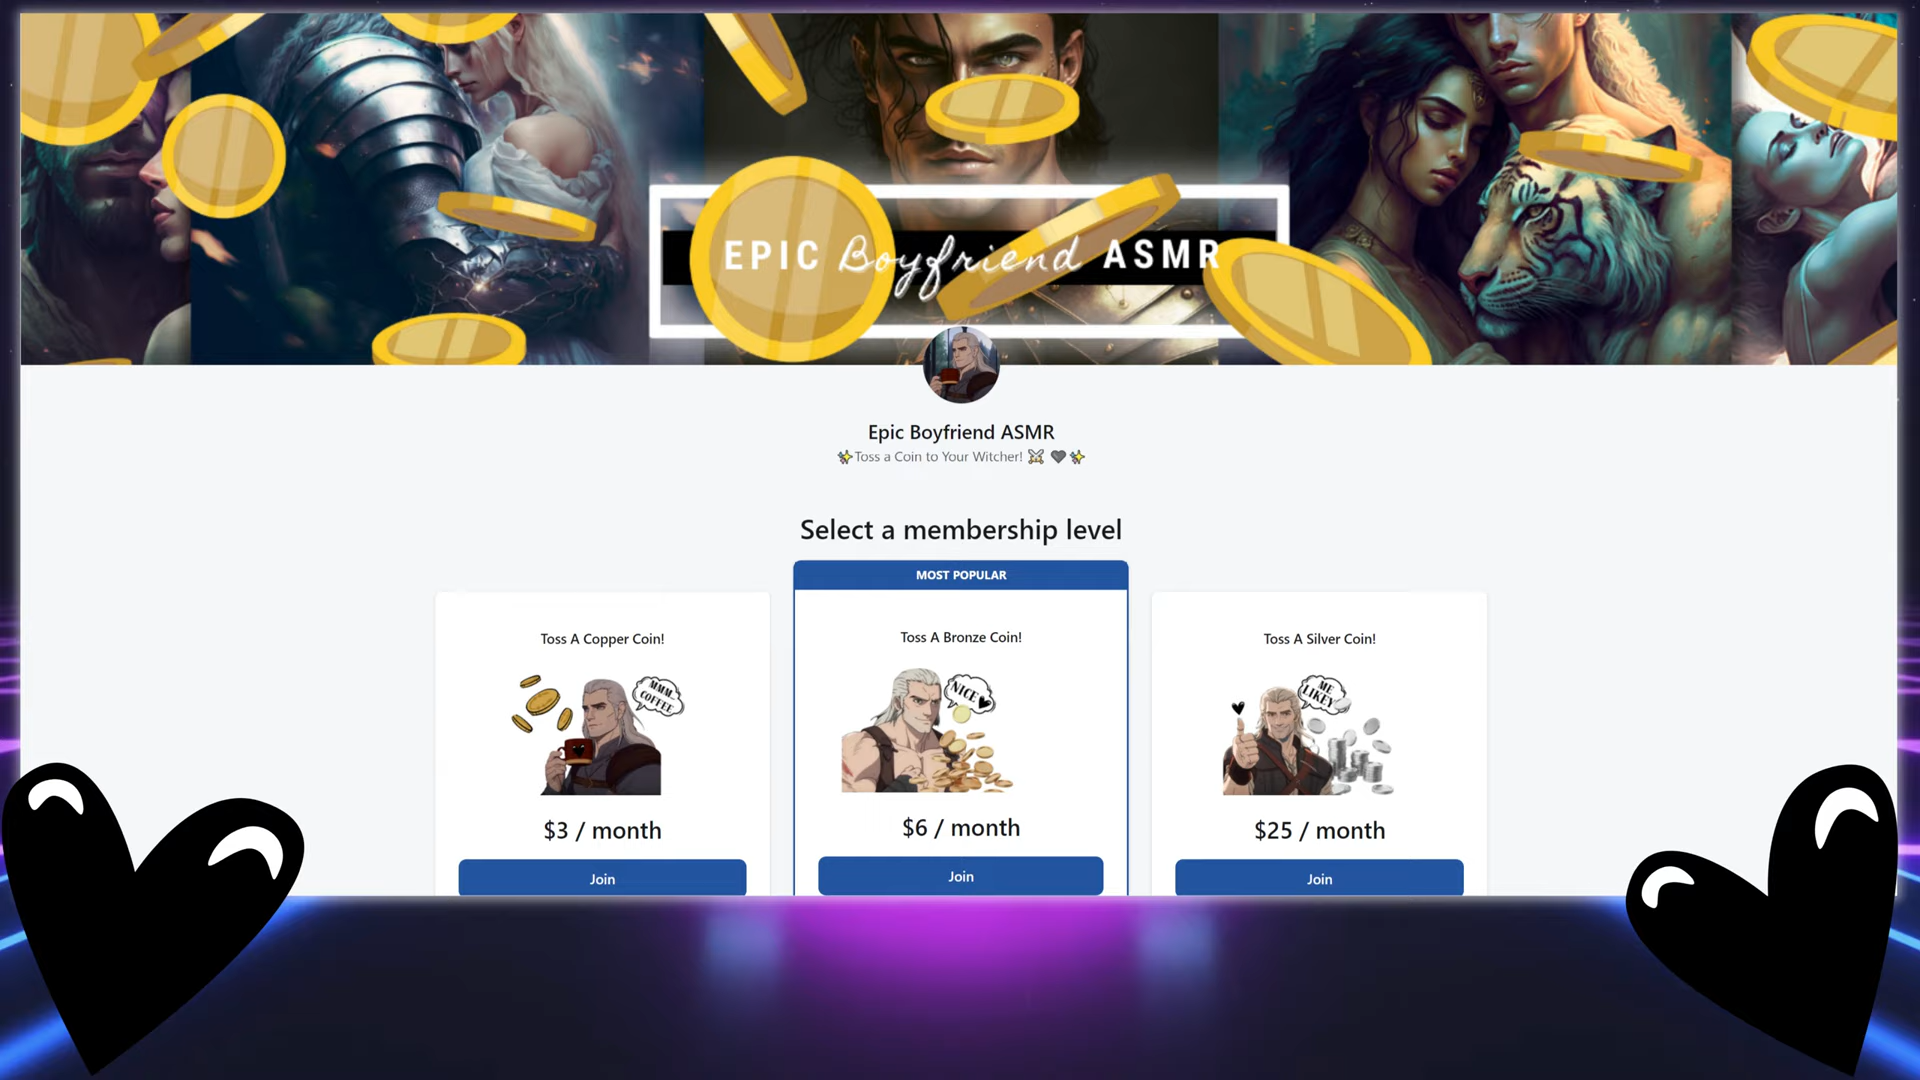 EPIC Boyfriend ASMR
Epic Boyfriend ASMR
✨Toss a Coin to Your Witcher! ⚔️ 🖤✨
Select a membership level
MOST POPULAR
Toss A Copper Coin!
MMM..
COFFEE
$3 / month
Join
Toss A Bronze Coin!
NICE
$6 / month
Join
Toss A Silver Coin!
ME
LIKEY
$25 / month
Join